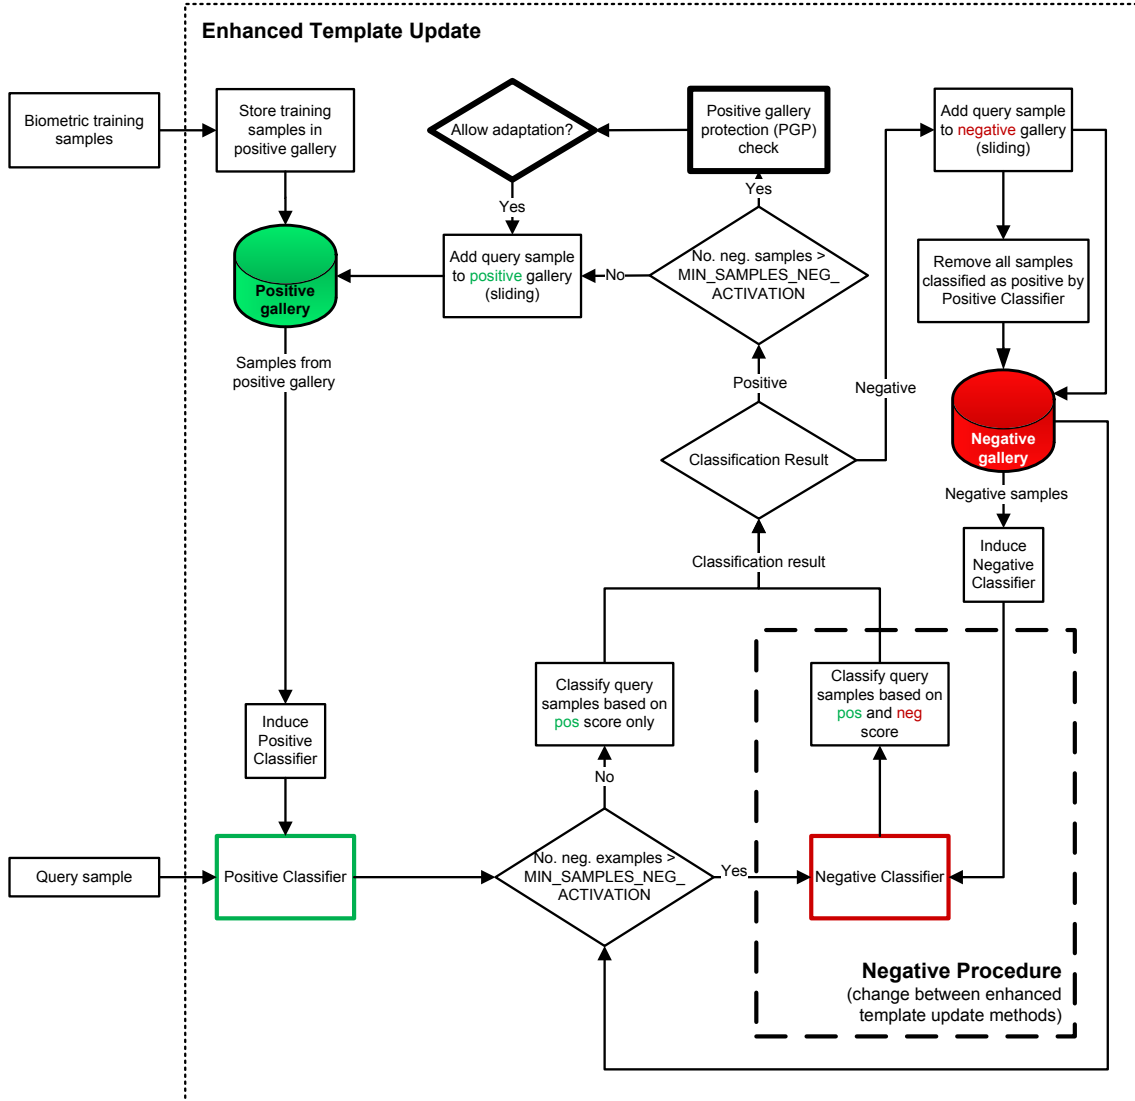 Enhanced Template Update
Biometric training
samples
Store training
samples in
positive gallery
Allow adaptation?
Positive gallery
protection (PGP)
check
Add query sample
to negative gallery
(sliding)
Yes
Yes
Add query sample
to positive gallery
(sliding)
No
No. neg. samples >
MIN_SAMPLES_NEG_
ACTIVATION
Remove all samples
classified as positive by
Positive Classifier
Positive
gallery
Samples from
positive gallery
Positive
Negative
Classification Result
Negative
gallery
Negative samples
Induce
Negative
Classifier
Classification result
Classify query
samples based on
pos score only
Classify query
samples based on
pos and neg
score
Induce
Positive
Classifier
No
Query sample
Positive Classifier
No. neg. examples >
MIN_SAMPLES_NEG_
ACTIVATION
Yes
Negative Classifier
Negative Procedure
(change between enhanced
template update methods)